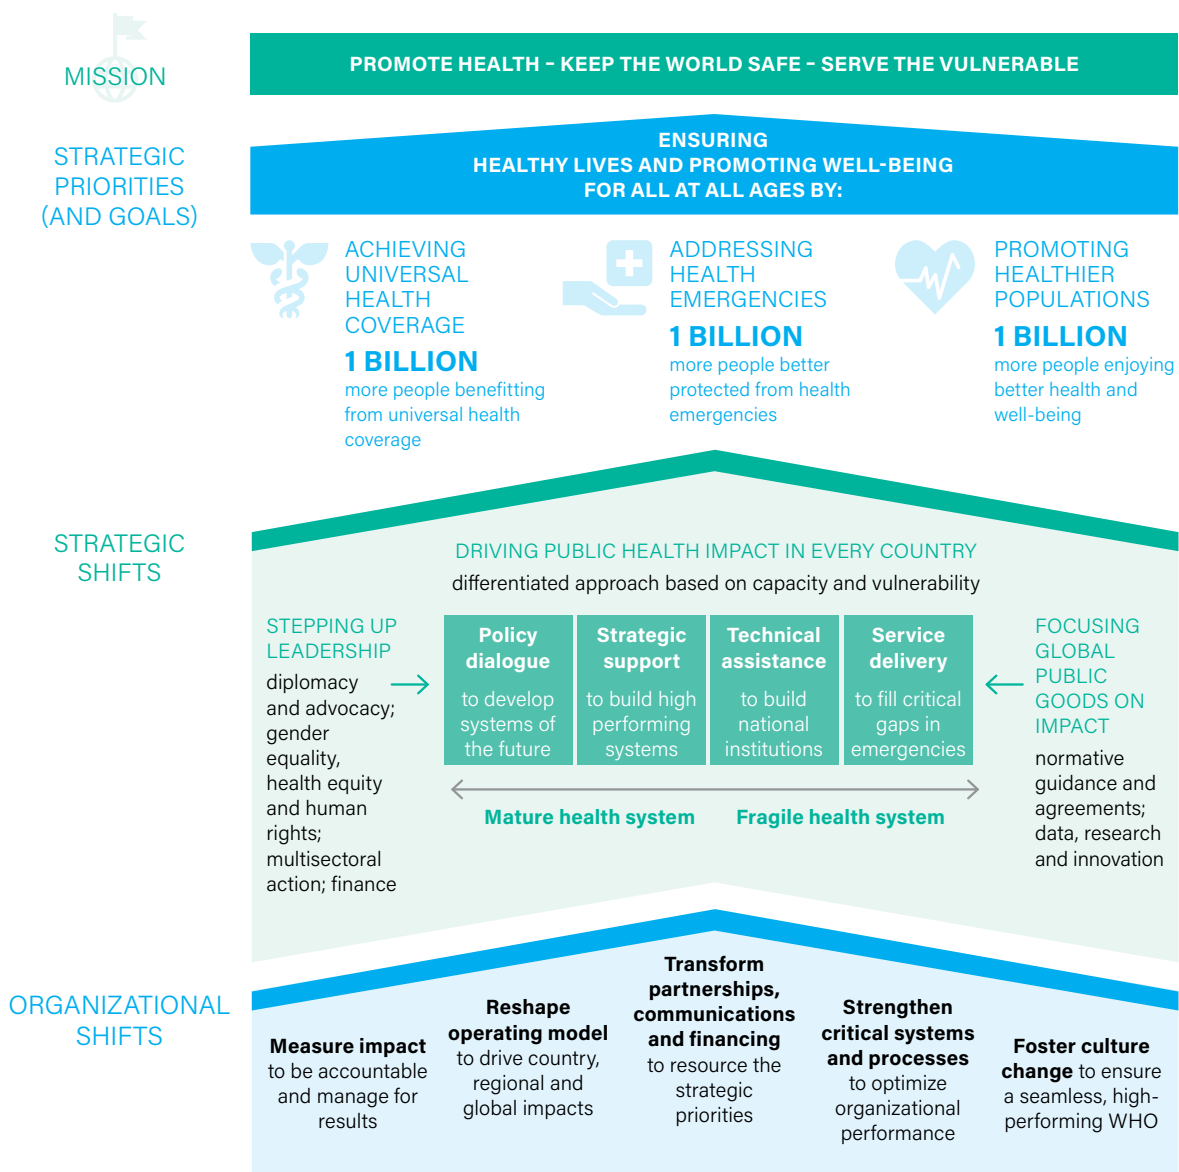 MISSION
PROMOTE HEALTH – KEEP THE WORLD SAFE – SERVE THE VULNERABLE
STRATEGIC
PRIORITIES
(AND GOALS)
ENSURING
HEALTHY LIVES AND PROMOTING WELL-BEING
FOR ALL AT ALL AGES BY:
ACHIEVING
UNIVERSAL
HEALTH
COVERAGE
1 BILLION
more people benefitting
from universal health
coverage
ADDRESSING
HEALTH
EMERGENCIES
1 BILLION
more people better
protected from health
emergencies
PROMOTING
HEALTHIER
POPULATIONS
1 BILLION
more people enjoying
better health and
well-being
STRATEGIC
SHIFTS
DRIVING PUBLIC HEALTH IMPACT IN EVERY COUNTRY
differentiated approach based on capacity and vulnerability
STEPPING UP
LEADERSHIP
diplomacy
and advocacy;
gender
equality,
health equity
and human
rights;
multisectoral
action; finance
Policy
dialogue
to develop
systems of
the future
Strategic
support
to build high
performing
systems
Technical
assistance
to build
national
institutions
Service
delivery
to fill critical
gaps in
emergencies
Mature health system
Fragile health system
FOCUSING
GLOBAL
PUBLIC
GOODS ON
IMPACT
normative
guidance and
agreements;
data, research
and innovation
ORGANIZATIONAL
SHIFTS
Measure impact
to be accountable
and manage for
results
Reshape
operating model
to drive country,
regional and
global impacts
Transform
partnerships,
communications
and financing
to resource the
strategic
priorities
Strengthen
critical systems
and processes
to optimize
organizational
performance
Foster culture
change to ensure
a seamless, high-
performing WHO